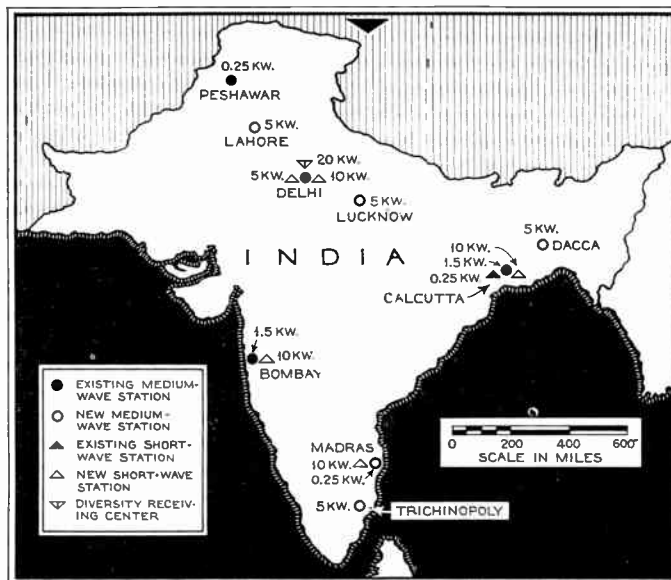 0.25 KW.
PESHAWAR
5 KW.
LAHORE
20 KW.
5 KW. 10 KW.
DELHI
5 KW.
LUCKNOW
5 KW.
DACCA
INDIA
10 KW.
1.5 KW.
0.25 KW.
CALCUTTA
1.5 KW.
10 KW.
BOMBAY
EXISTING MEDIUM-
WAVE STATION
NEW MEDIUM-
WAVE STATION
EXISTING SHORT-
WAVE STATION
NEW SHORT-WAVE
STATION
DIVERSITY RECEIV-
ING CENTER
0 200 400 600
SCALE IN MILES
MADRAS
10 KW.
0.25 KW.
5 KW.
TRICHINOPOLY